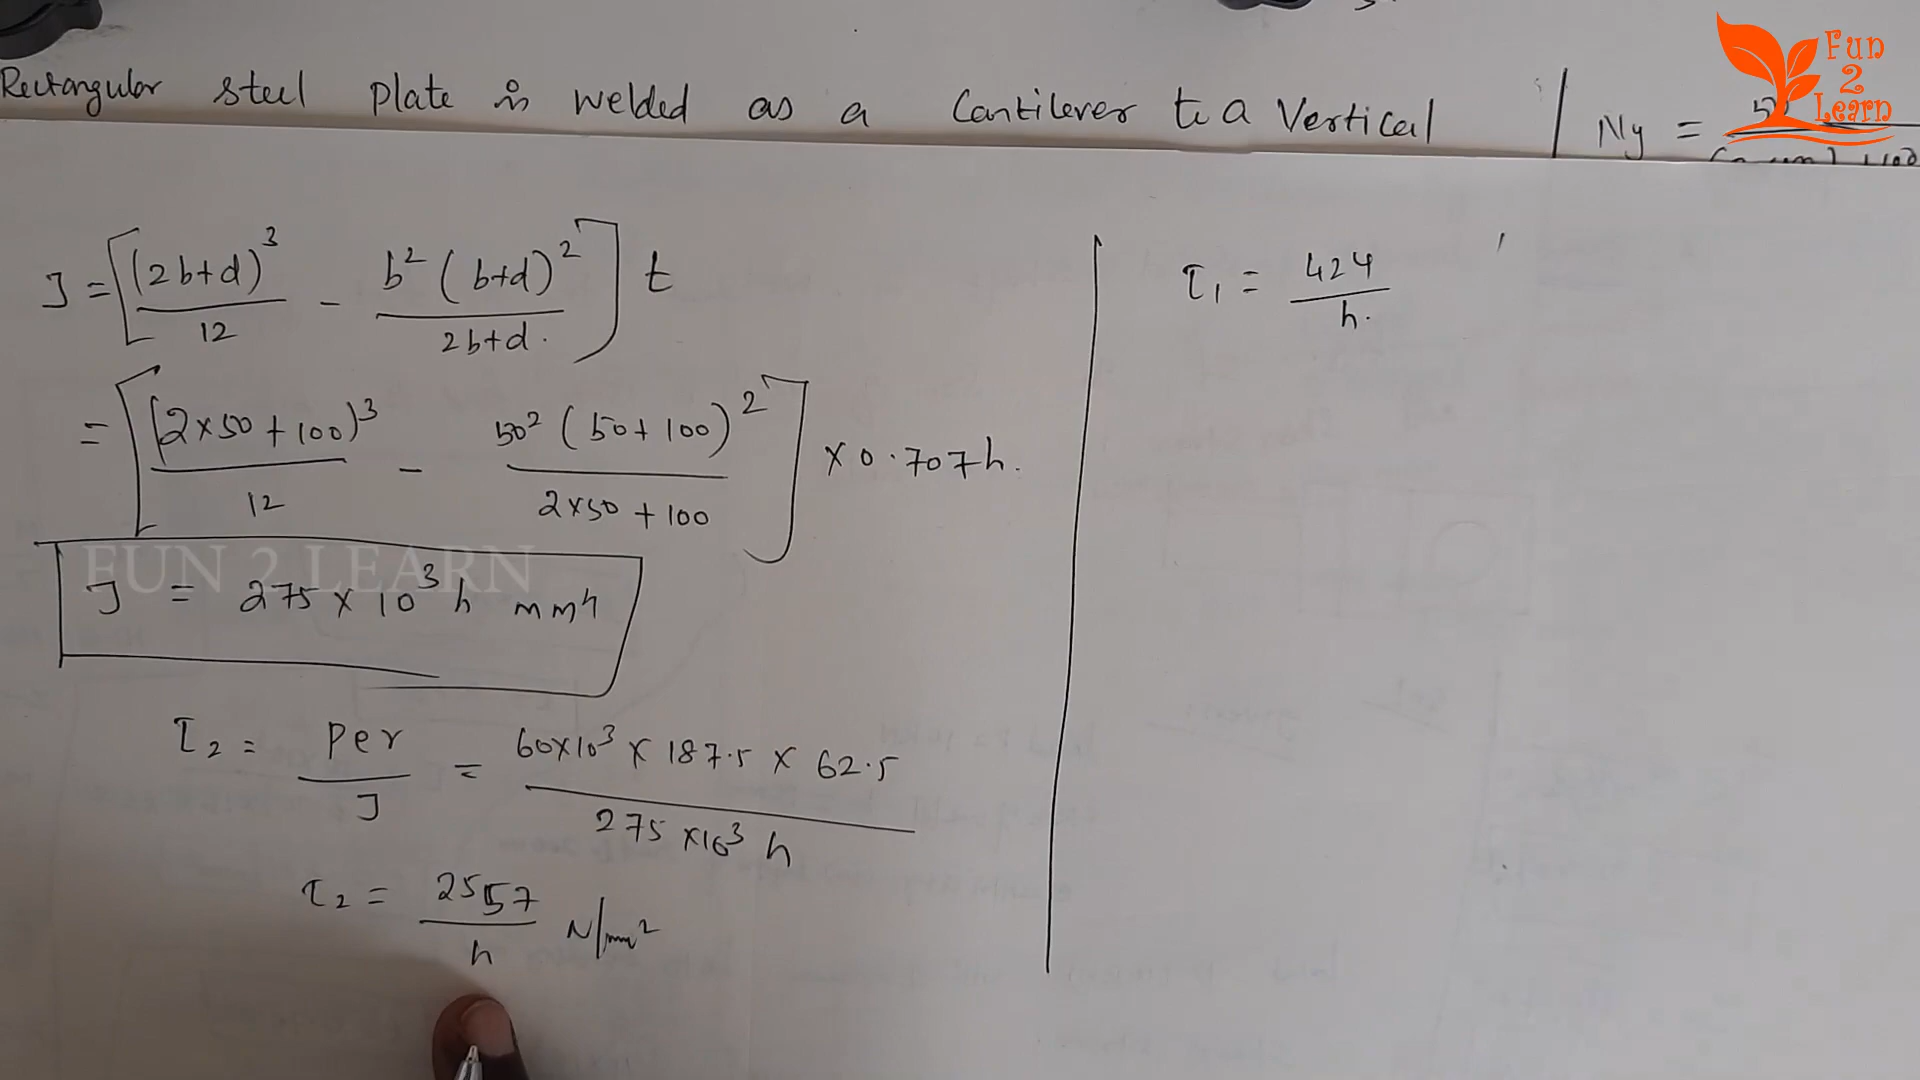 Rectangular steel plate is welded as a Cantilever to a Vertical
Ny = 50
Fun
2
Learn
J = [(2b+d)³/12 - b²(b+d)²/2b+d.] t
= [(2×50+100)³/12 - 50²(50+100)²/2×50+100] ×0.707h.
FUN 2 LEARN
J = 275×10³ h mm4
τ₂ = Per/J = 60×10³ × 187.5 × 62.5/275×10³ h
τ₂ = 2557/h N/mm²
τ₁ = 424/h.